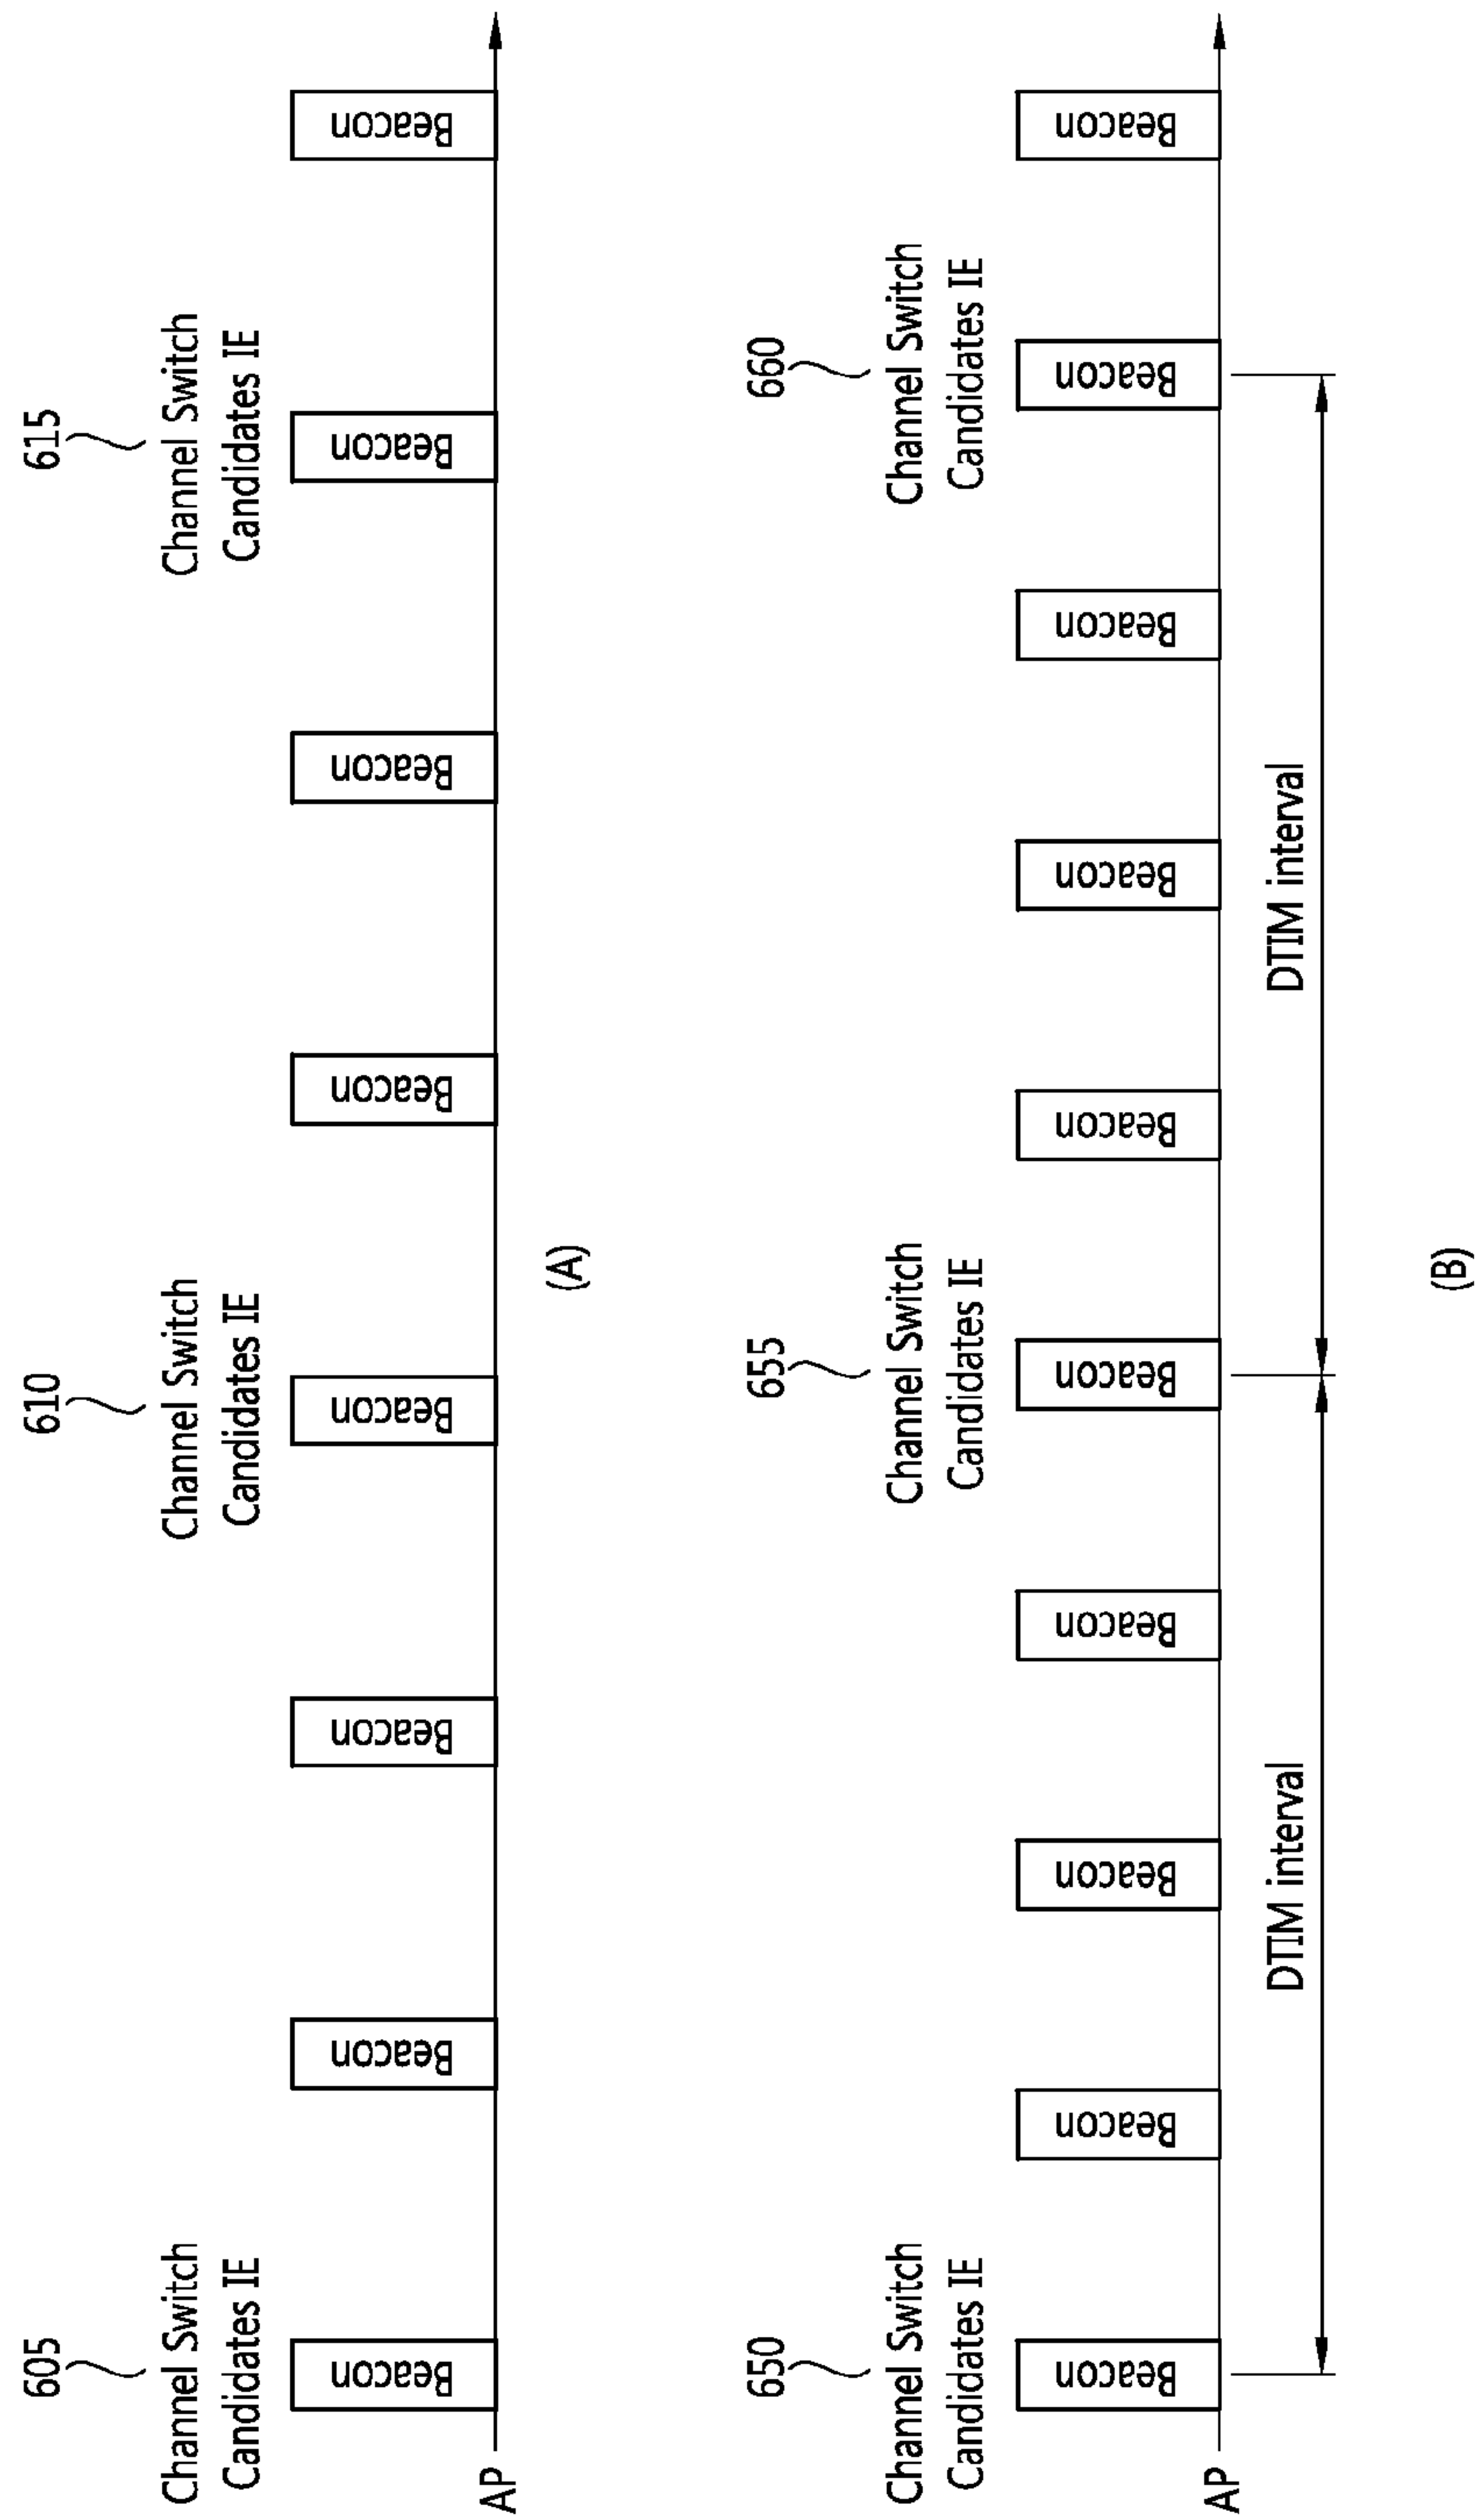 605
610
615
Channel Switch
Candidates IE
Channel Switch
Candidates IE
Channel Switch
Candidates IE
Beacon
Beacon
Beacon
Beacon
Beacon
Beacon
Beacon
Beacon
AP
(A)
650
655
660
Channel Switch
Candidates IE
Channel Switch
Candidates IE
Channel Switch
Candidates IE
Beacon
Beacon
Beacon
Beacon
Beacon
Beacon
Beacon
Beacon
Beacon
Beacon
AP
DTIM interval
DTIM interval
(B)